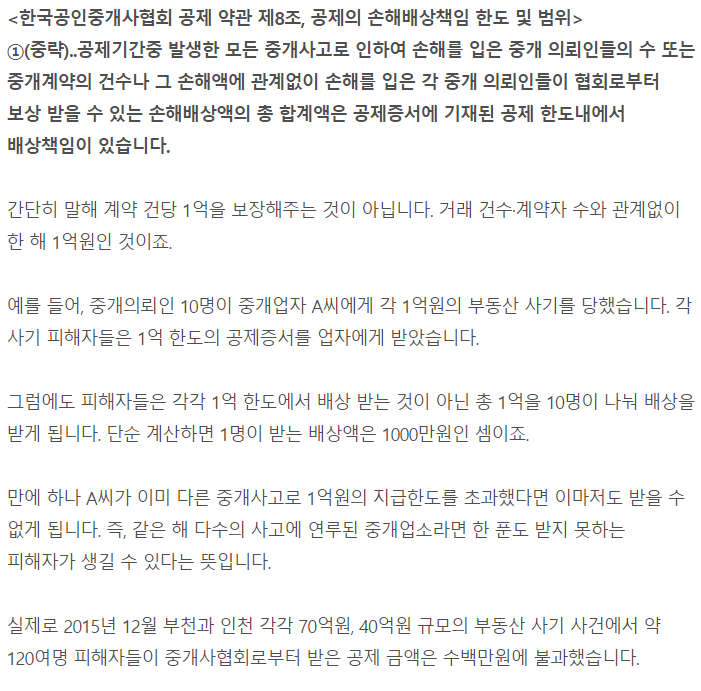 <한국공인중개사협회 공제 약관 제8조, 공제의 손해배상책임 한도 및 범위>
①(중략)..공제기간중 발생한 모든 중개사고로 인하여 손해를 입은 중개 의뢰인들의 수 또는
중개계약의 건수나 그 손해액에 관계없이 손해를 입은 각 중개 의뢰인들이 협회로부터
보상 받을 수 있는 손해배상액의 총 합계액은 공제증서에 기재된 공제 한도내에서
배상책임이 있습니다.
간단히 말해 계약 건당 1억을 보장해주는 것이 아닙니다. 거래 건수·계약자 수와 관계없이
한 해 1억원인 것이죠.
예를 들어, 중개의뢰인 10명이 중개업자 A씨에게 각 1억원의 부동산 사기를 당했습니다. 각
사기 피해자들은 1억 한도의 공제증서를 업자에게 받았습니다.
그럼에도 피해자들은 각각 1억 한도에서 배상 받는 것이 아닌 총 1억을 10명이 나눠 배상을
받게 됩니다. 단순 계산하면 1명이 받는 배상액은 1000만원인 셈이죠.
만에 하나 A씨가 이미 다른 중개사고로 1억원의 지급한도를 초과했다면 이마저도 받을 수
없게 됩니다. 즉, 같은 해 다수의 사고에 연루된 중개업소라면 한 푼도 받지 못하는
피해자가 생길 수 있다는 뜻입니다.
실제로 2015년 12월 부천과 인천 각각 70억원, 40억원 규모의 부동산 사기 사건에서 약
120여명 피해자들이 중개사협회로부터 받은 공제 금액은 수백만원에 불과했습니다.